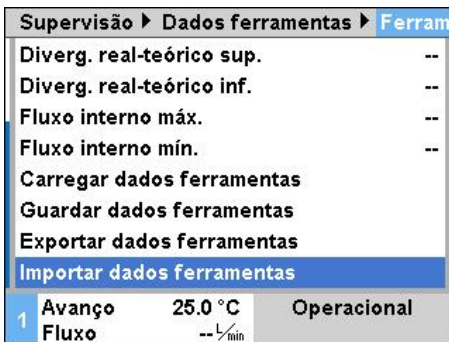 Supervisão ▶ Dados ferramentas ▶ Ferram
Diverg. real-teórico sup. --
Diverg. real-teórico inf. --
Fluxo interno máx. --
Fluxo interno mín. --
Carregar dados ferramentas
Guardar dados ferramentas
Exportar dados ferramentas
Importar dados ferramentas
1 Avanço 25.0 °C Operacional
Fluxo -- L/min